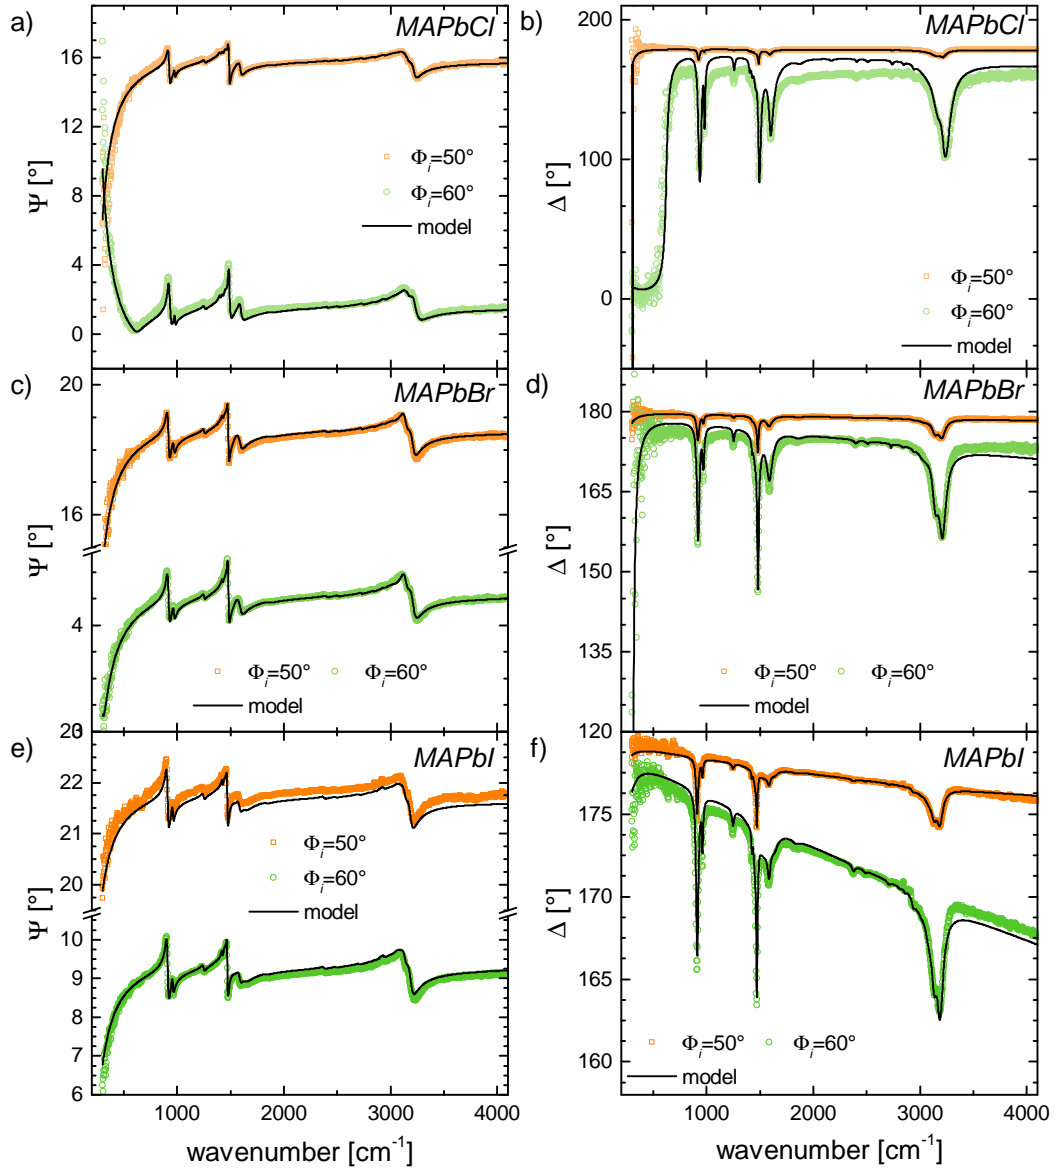 a)
MAPbCl
16
12
8
4
0
Ψ [°]
Φi=50°
Φi=60°
model
b)
MAPbCl
200
100
0
Δ [°]
Φi=50°
Φi=60°
model
c)
MAPbBr
20
18
16
4
Ψ [°]
Φi=50° Φi=60°
model
d)
MAPbBr
180
165
150
135
120
Δ [°]
Φi=50° Φi=60°
model
e)
MAPbI
23
22
21
20
10
9
8
7
6
Ψ [°]
Φi=50°
Φi=60°
model
1000 2000 3000 4000
wavenumber [cm-1]
f)
MAPbI
175
170
165
160
Δ [°]
Φi=50° Φi=60°
model
1000 2000 3000 4000
wavenumber [cm-1]